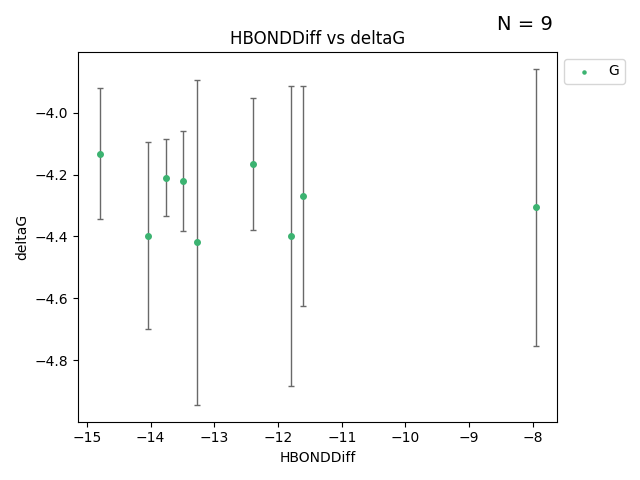 N = 9
HBONDDiff vs deltaG
G
−4.0
−4.2
−4.4
−4.6
−4.8
deltaG
−15 −14 −13 −12 −11 −10 −9 −8
HBONDDiff